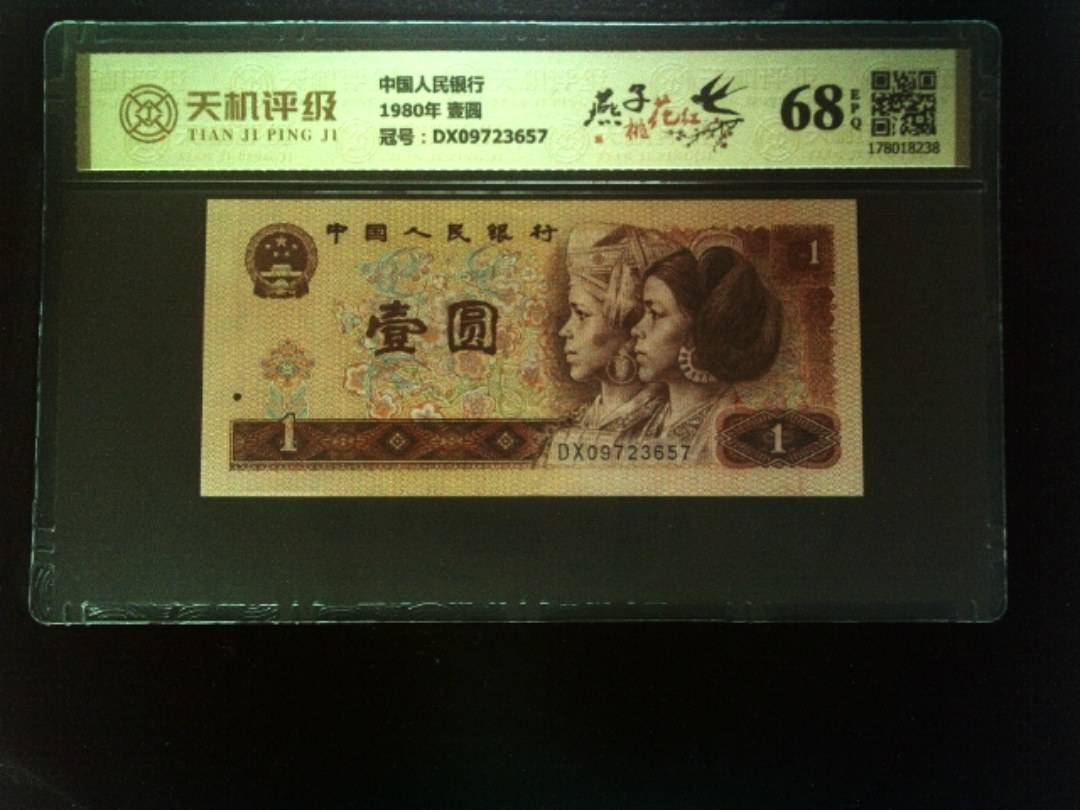 天机评级
TIAN JI PING JI
中国人民银行
1980年 壹圆
冠号：DX09723657
燕子
桃花红
68
EPQ
178018238
中国人民银行
1
壹圆
1
DX09723657
1